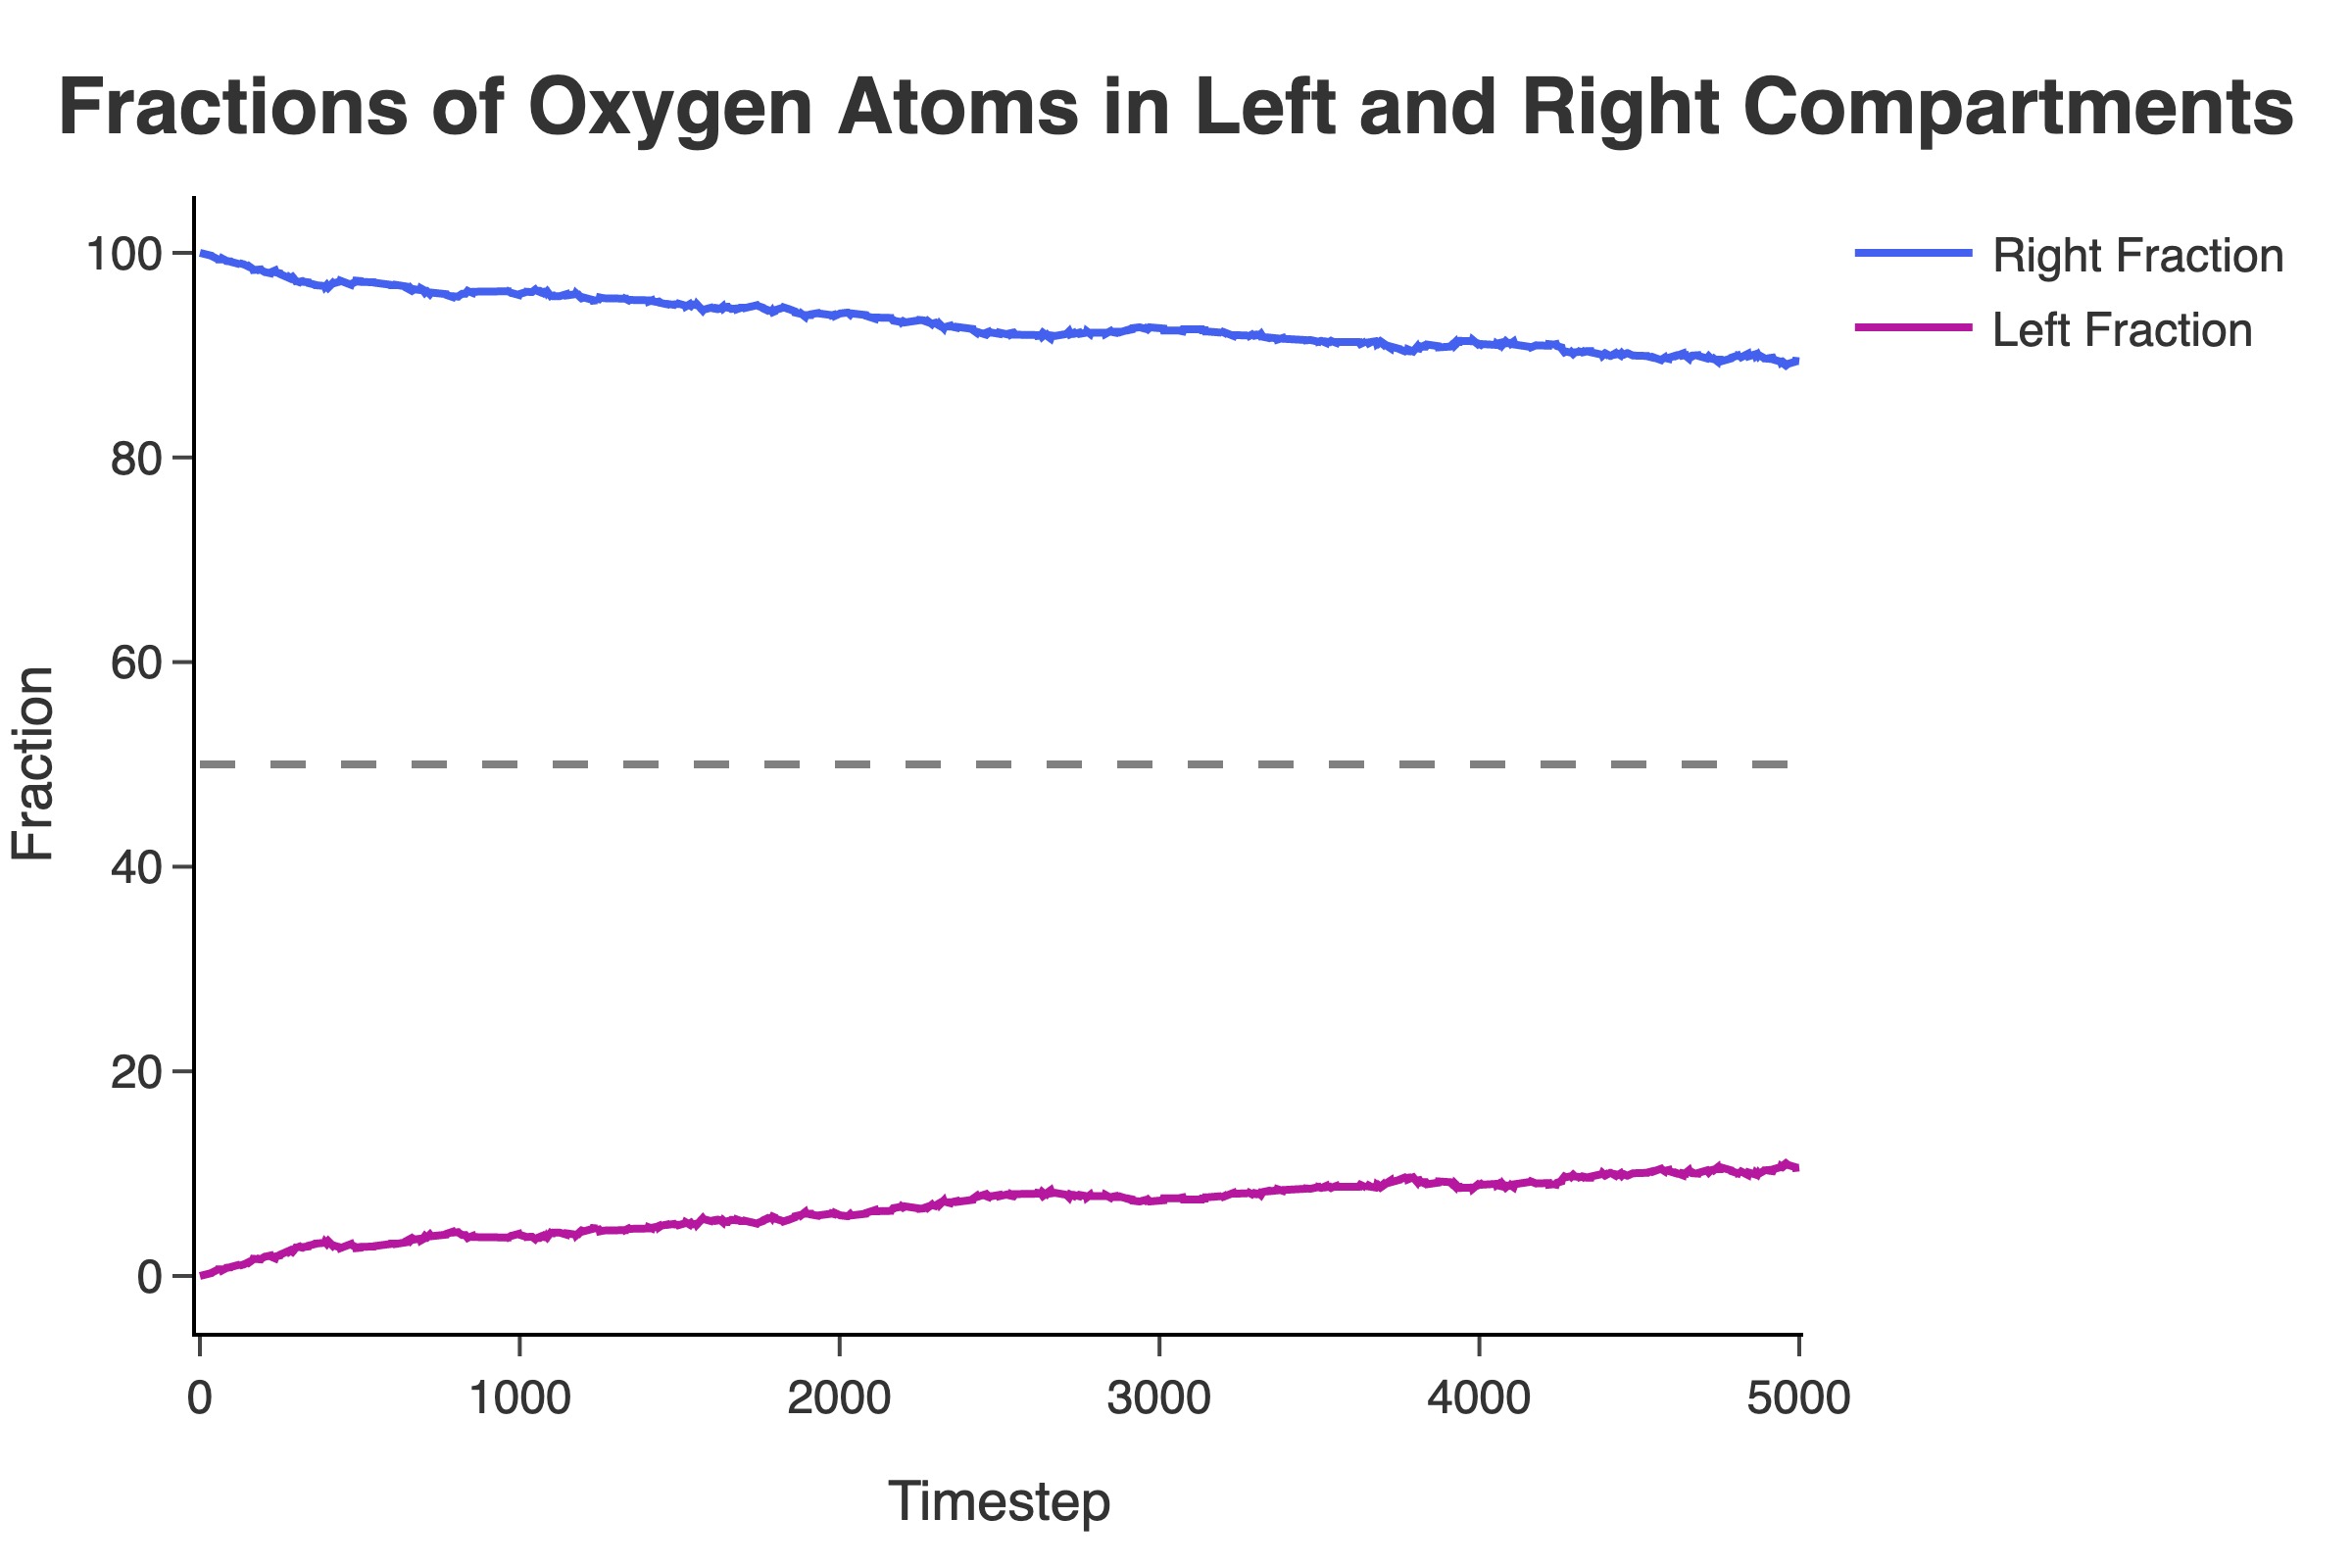 Fractions of Oxygen Atoms in Left and Right Compartments
Right Fraction
Left Fraction
100
80
60
40
20
0
Fraction
0 1000 2000 3000 4000 5000
Timestep